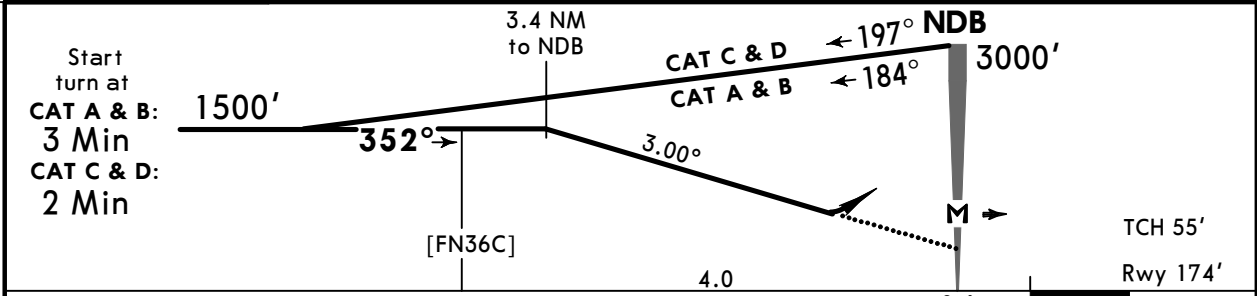 3.4 NM
to NDB
Start
turn at
CAT A & B:
3 Min
CAT C & D:
2 Min
1500'
352°
CAT C & D
197°
NDB
3000'
CAT A & B
184°
3.00°
[FN36C]
M
TCH 55'
4.0
Rwy 174'